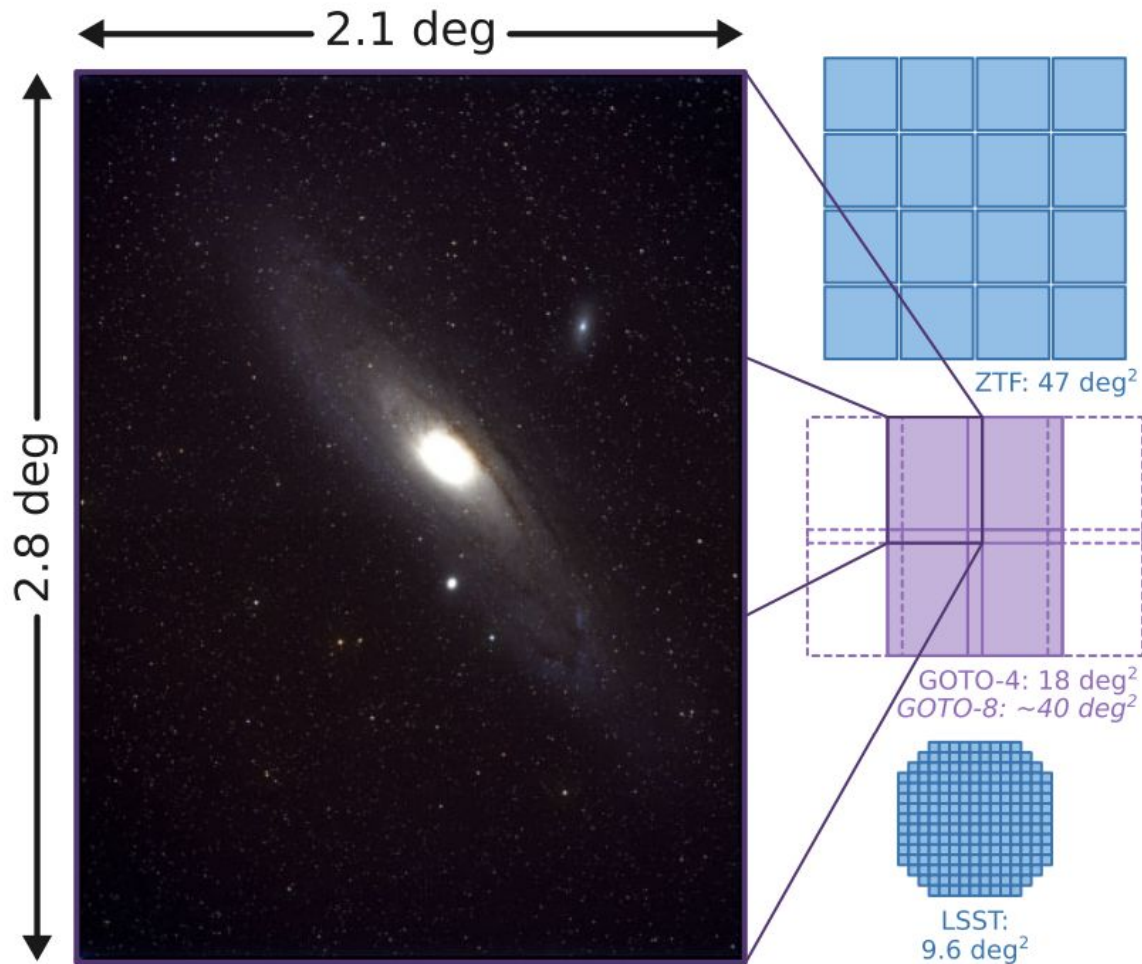 2.1 deg
2.8 deg
ZTF: 47 deg²
GOTO-4: 18 deg²
GOTO-8: ~40 deg²
LSST:
9.6 deg²